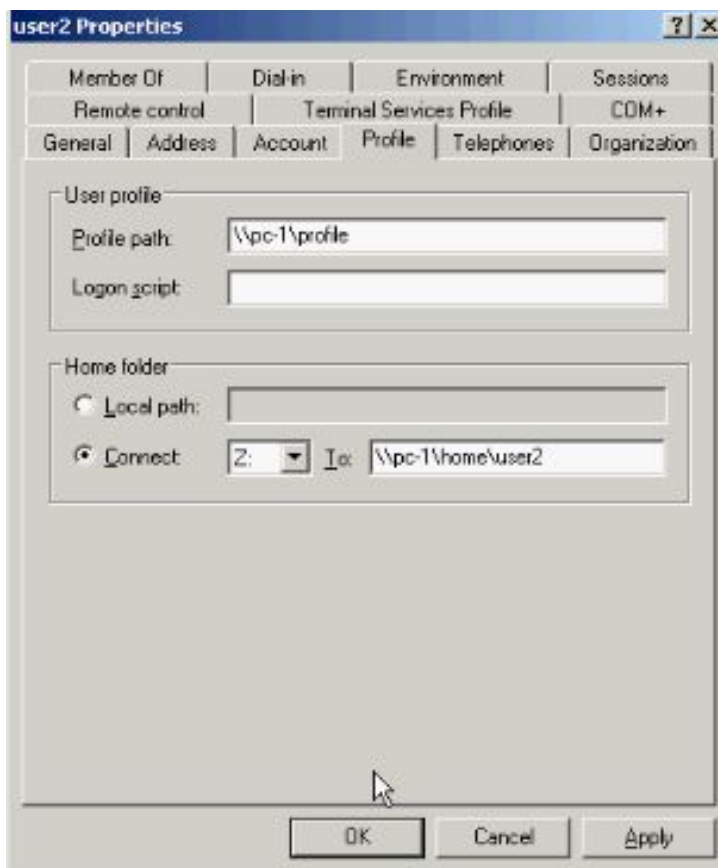 user2 Properties
Member Of Dial-in Environment Sessions
Remote control Terminal Services Profile COM+
General Address Account Profile Telephones Organization
User profile
Profile path: \\pc-1\profile
Logon script:
Home folder
Local path:
Connect: Z: To: \\pc-1\home\user2
OK Cancel Apply